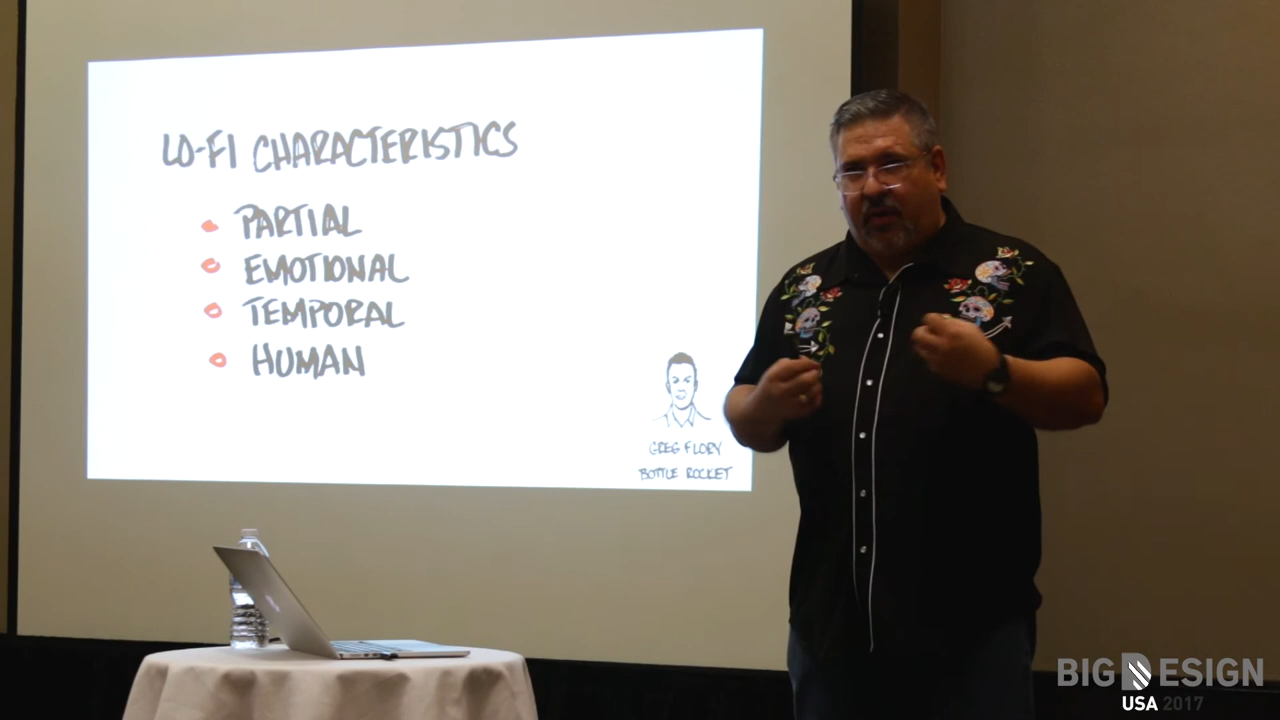 LO-FI CHARACTERISTICS
PARTIAL
EMOTIONAL
TEMPORAL
HUMAN
GREG FLORY
BOTTLE ROCKET
BIG DESIGN
USA 2017